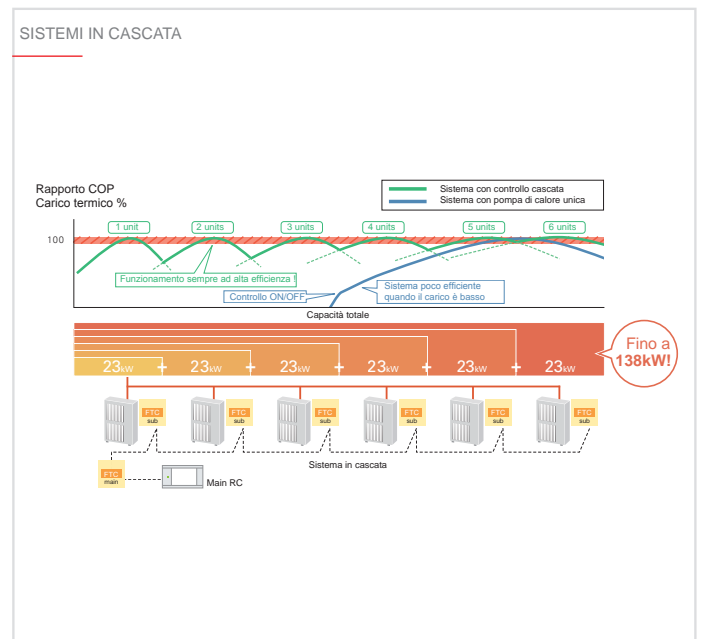 SISTEMI IN CASCATA
Rapporto COP
Carico termico %
Sistema con controllo cascata
Sistema con pompa di calore unica
100
1 unit
2 units
3 units
4 units
5 units
6 units
Funzionamento sempre ad alta efficienza !
Controllo ON/OFF
Sistema poco efficiente
quando il carico è basso
Capacità totale
23kW + 23kW + 23kW + 23kW + 23kW + 23kW
Fino a
138kW!
FTC
sub
FTC
sub
FTC
sub
FTC
sub
FTC
sub
FTC
sub
Sistema in cascata
FTC
main
Main RC